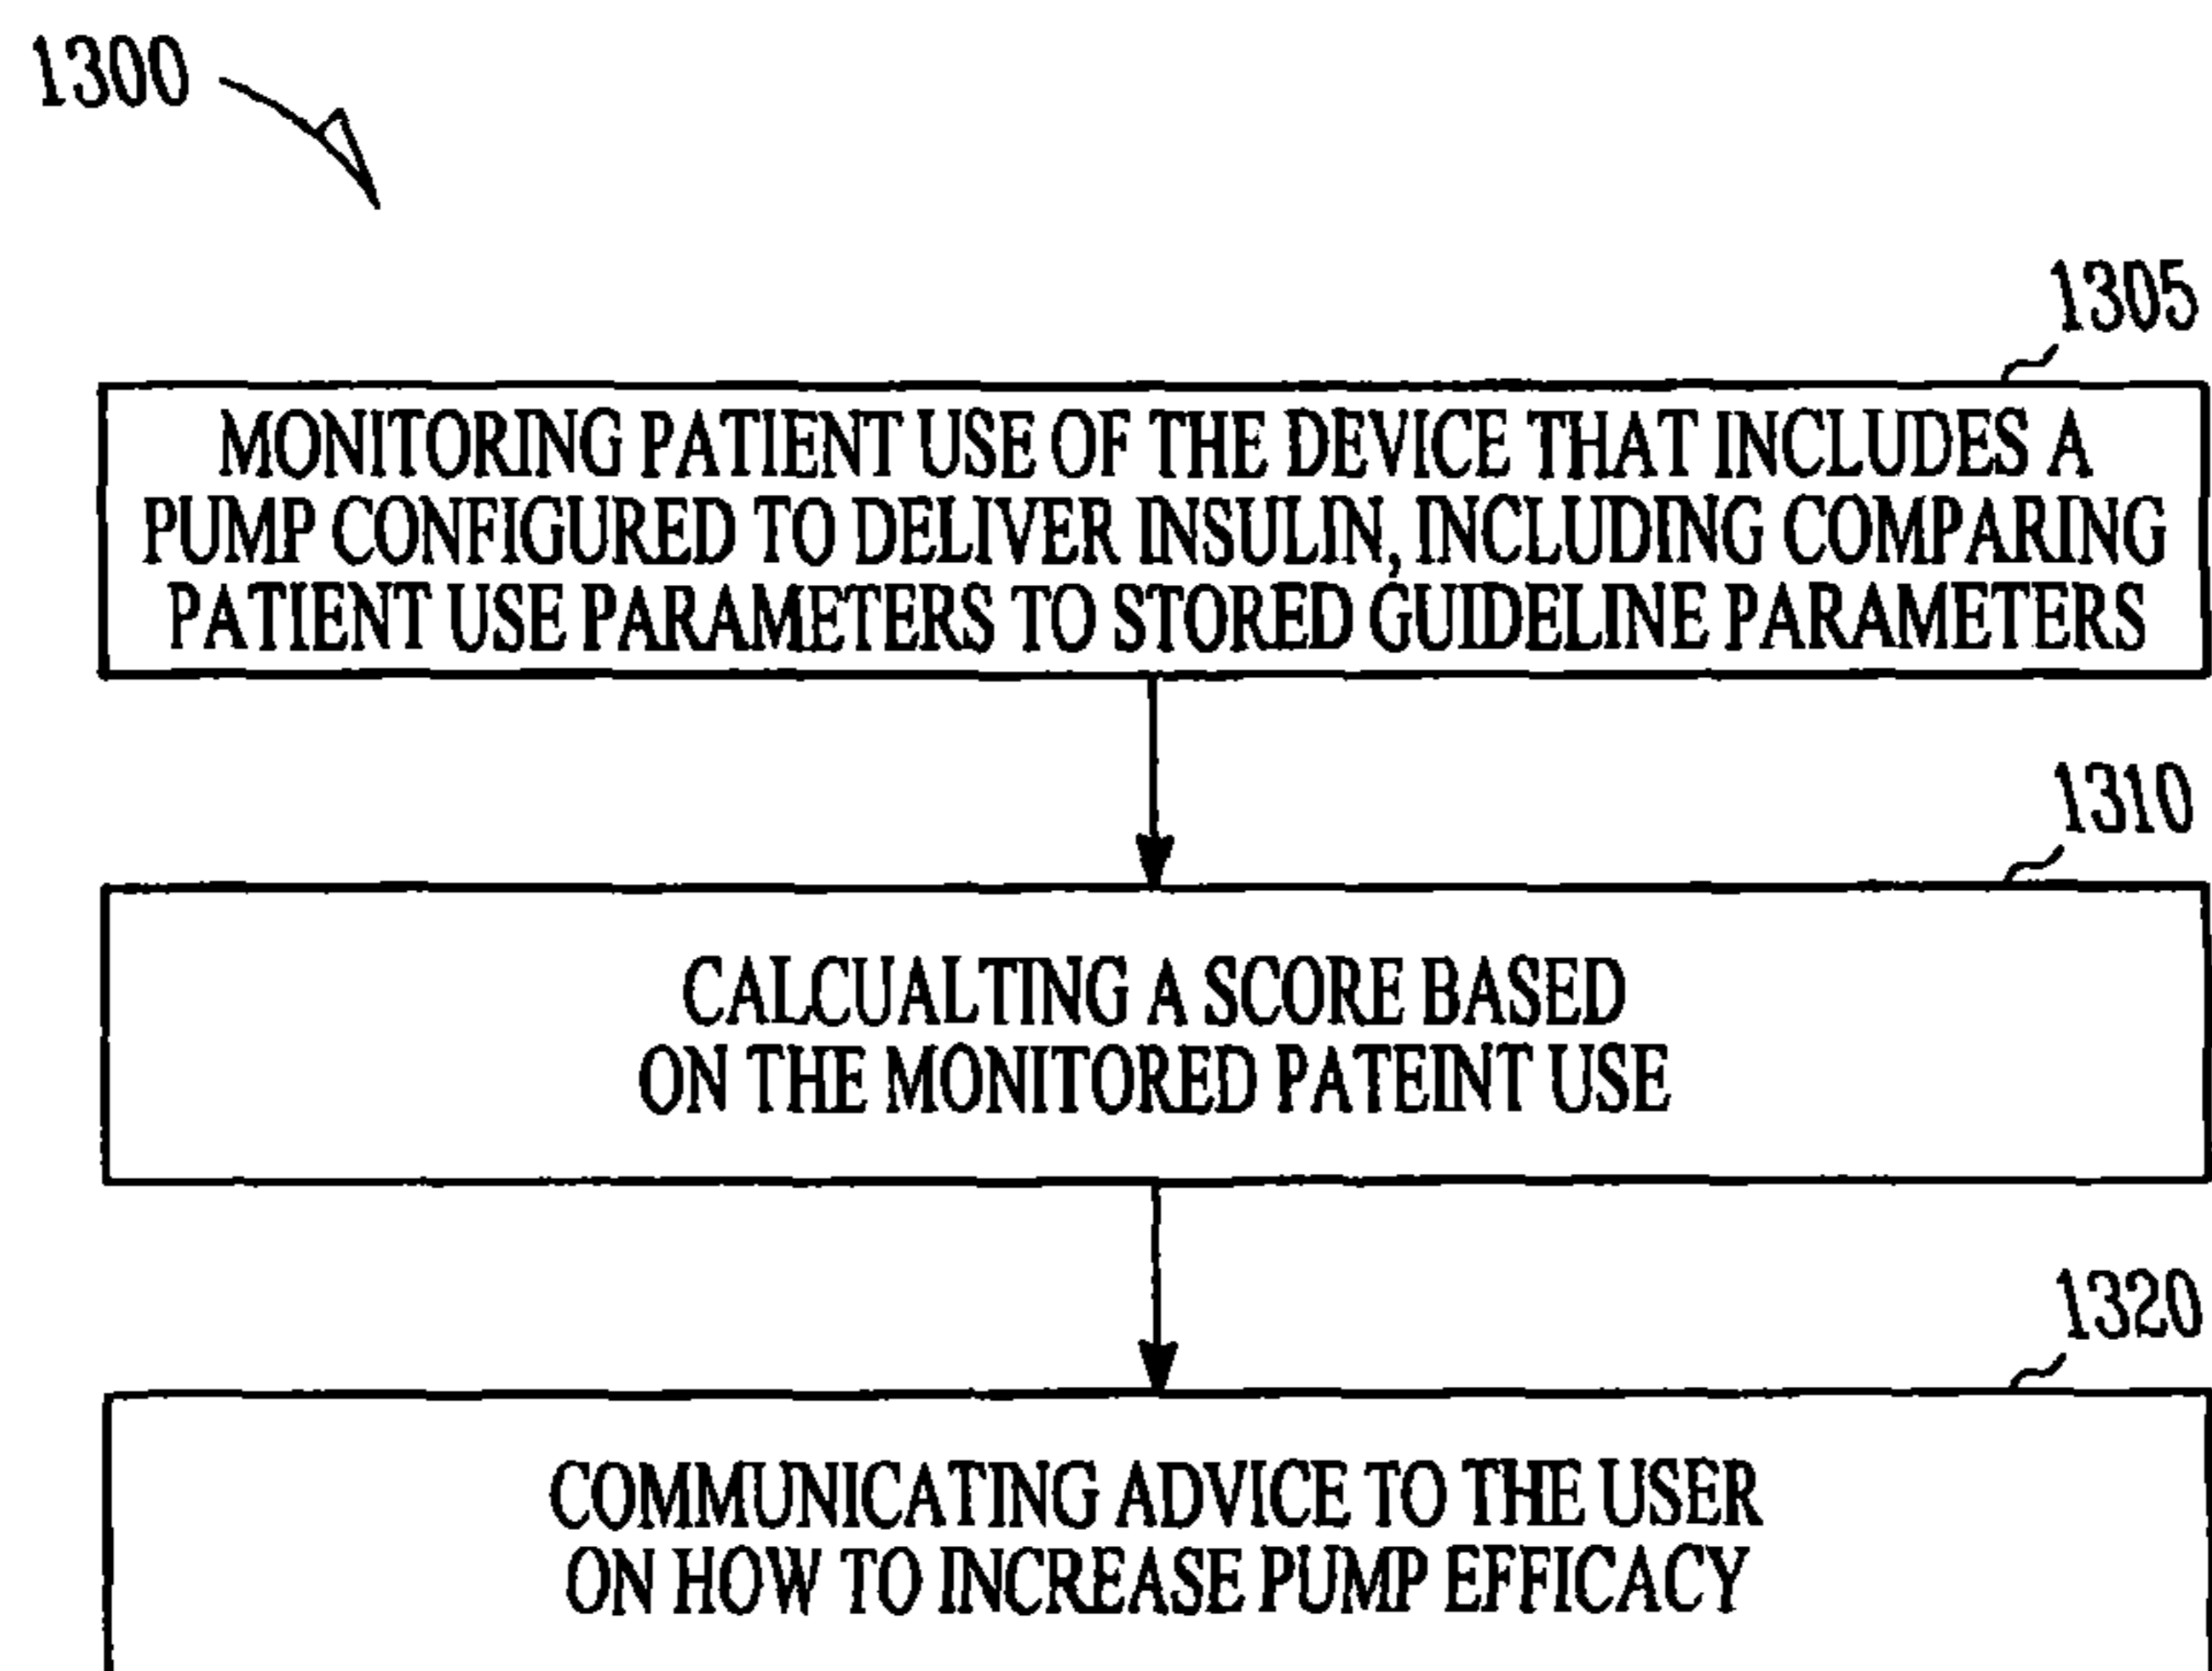 1300
1305
MONITORING PATIENT USE OF THE DEVICE THAT INCLUDES A
PUMP CONFIGURED TO DELIVER INSULIN, INCLUDING COMPARING
PATIENT USE PARAMETERS TO STORED GUIDELINE PARAMETERS
1310
CALCUALTING A SCORE BASED
ON THE MONITORED PATEINT USE
1320
COMMUNICATING ADVICE TO THE USER
ON HOW TO INCREASE PUMP EFFICACY